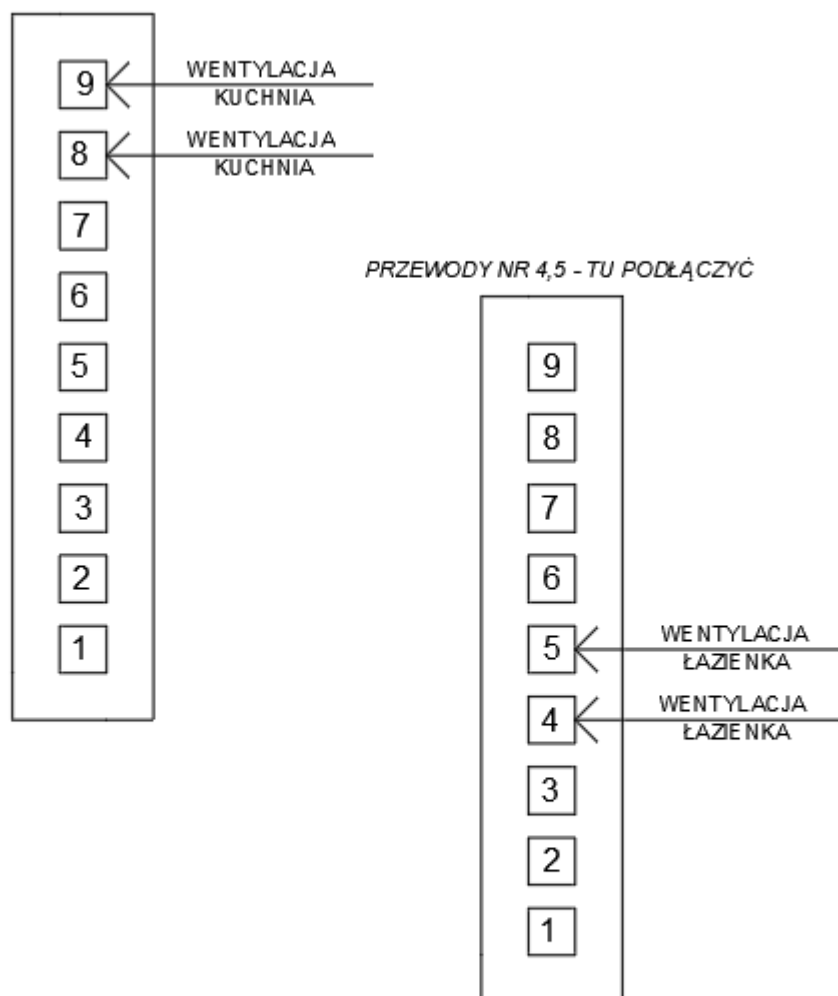 9
WENTYLACJA
KUCHNIA
8
WENTYLACJA
KUCHNIA
7
6
5
4
3
2
1
PRZEWODY NR 4,5 - TU PODŁĄCZYĆ
9
8
7
6
5
WENTYLACJA
ŁAZIENKA
4
WENTYLACJA
ŁAZIENKA
3
2
1